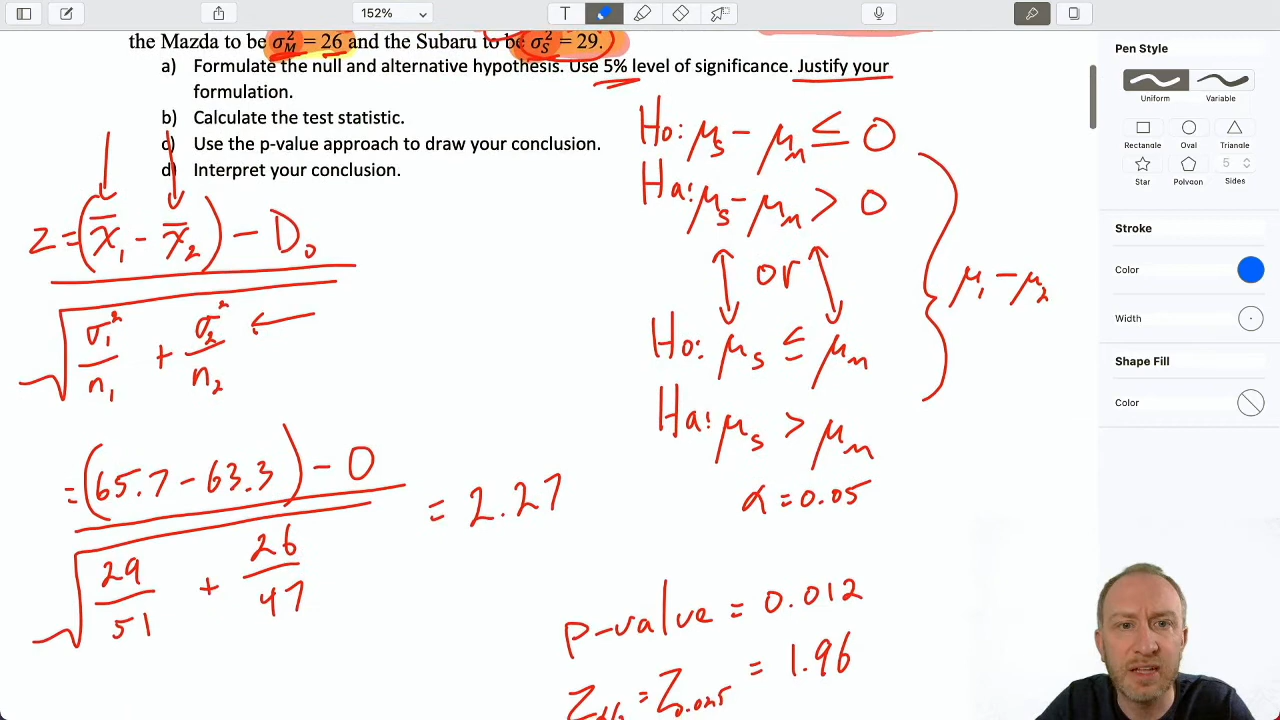 152%
the Mazda to be σ²_M = 26 and the Subaru to be σ²_S = 29.
a) Formulate the null and alternative hypothesis. Use 5% level of significance. Justify your
formulation.
b) Calculate the test statistic.
c) Use the p-value approach to draw your conclusion.
d) Interpret your conclusion.
z = (x̄₁ - x̄₂) - D₀
√ σ₁²/n₁ + σ₂²/n₂
= (65.7 - 63.3) - 0
√ 29/51 + 26/47
= 2.27
Ho: μs - μm ≤ 0
Ha: μs - μm > 0
or
Ho: μs ≤ μm
Ha: μs > μm
μ₁ - μ₂
α = 0.05
p-value = 0.012
= Z0.025 = 1.96
Pen Style
Uniform
Variable
Rectangle
Oval
Triangle
Star
Polygon
5
Sides
Stroke
Color
Width
Shape Fill
Color